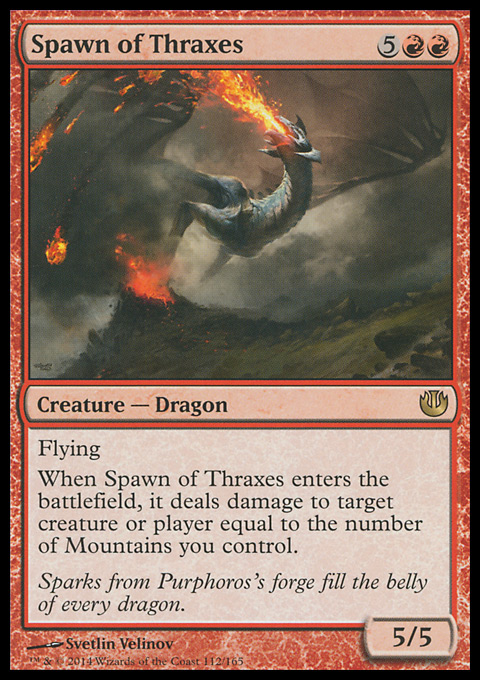 Spawn of Thraxes 5
Creature — Dragon
Flying
When Spawn of Thraxes enters the
battlefield, it deals damage to target
creature or player equal to the number
of Mountains you control.
Sparks from Purphoros's forge fill the belly
of every dragon.
Svetlin Velinov
5/5
™ & © 2014 Wizards of the Coast 112/165